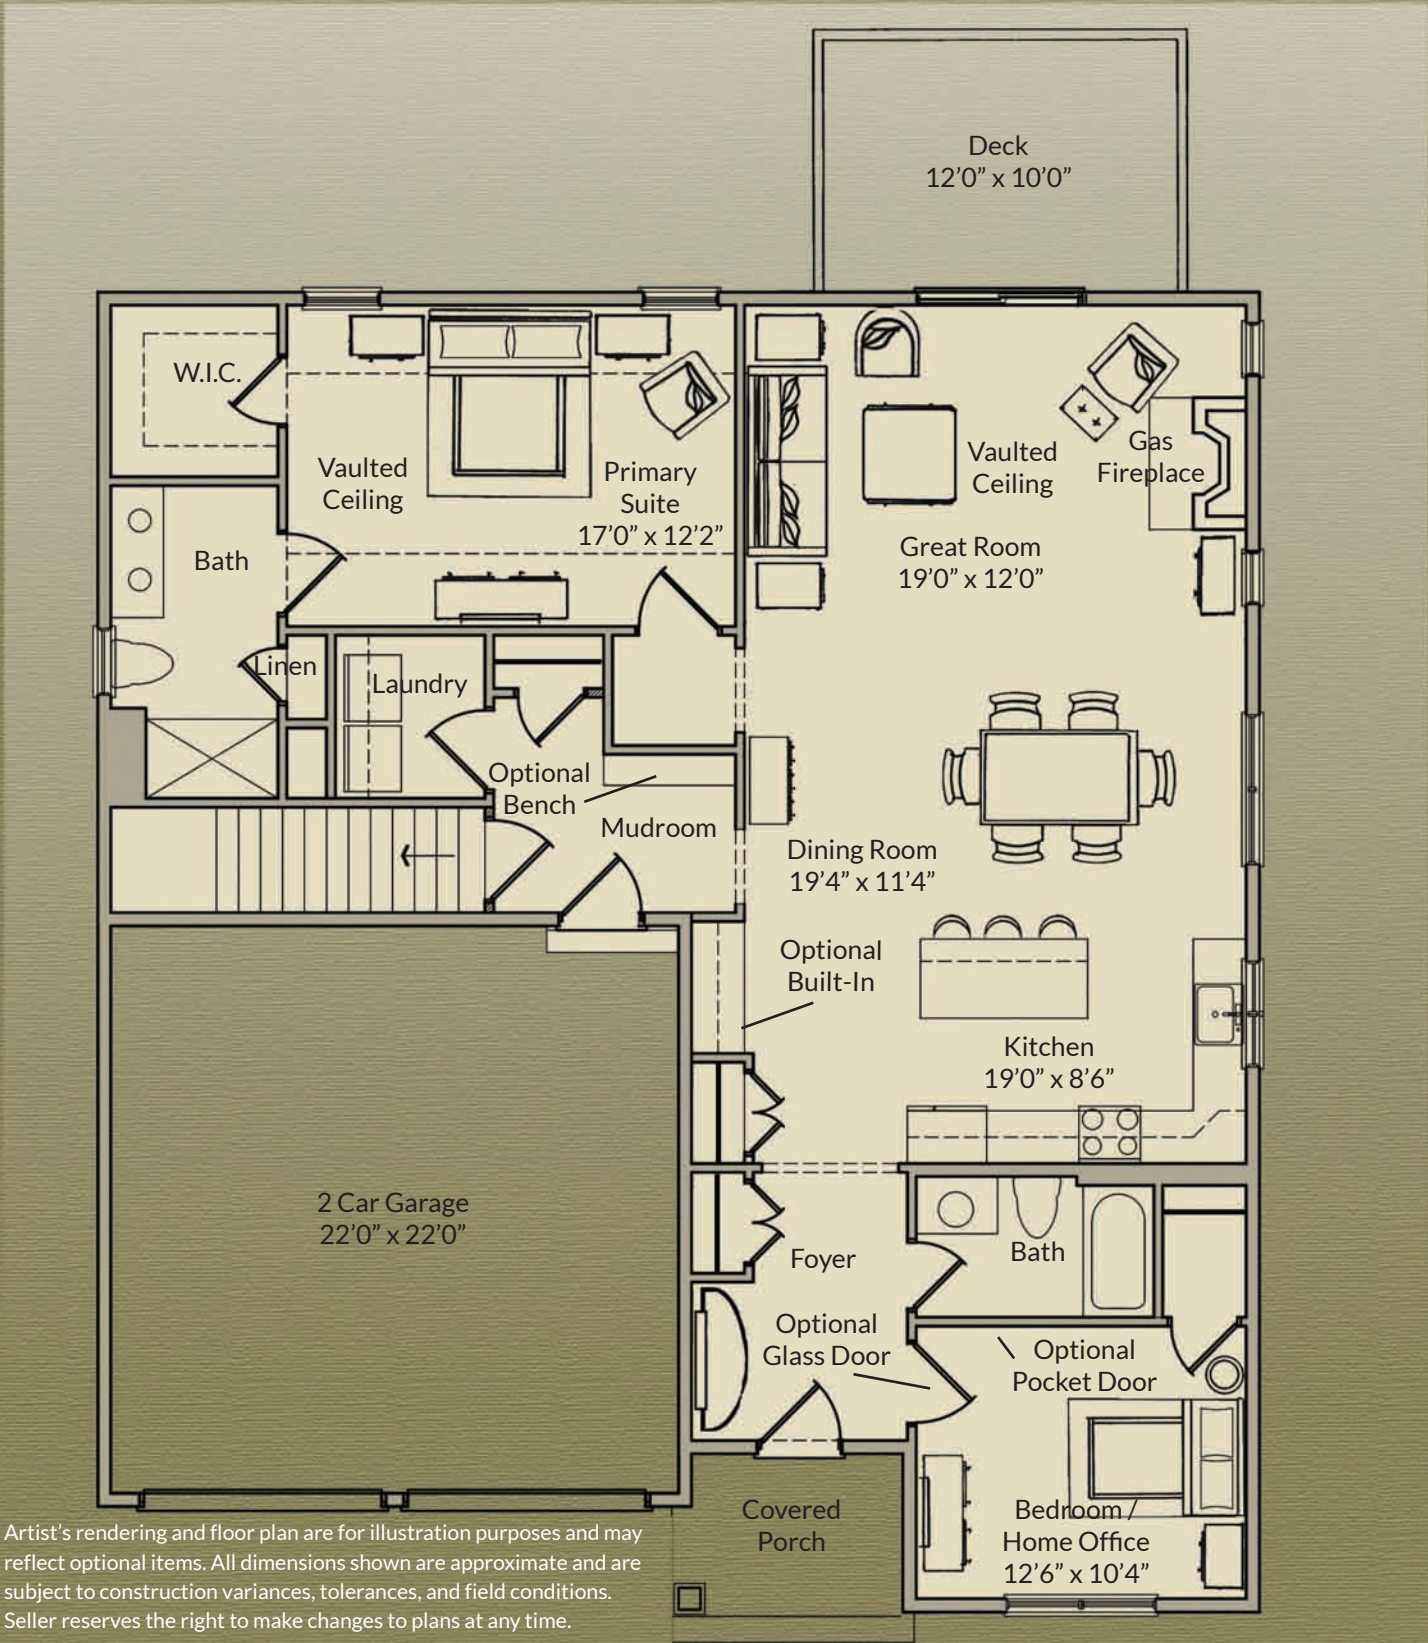 Deck
12’0” x 10’0”
W.I.C.
Vaulted
Ceiling
Primary
Suite
17’0” x 12’2”
Vaulted
Ceiling
Gas
Fireplace
Great Room
19’0” x 12’0”
Bath
Linen
Laundry
Optional
Bench
Mudroom
Dining Room
19’4” x 11’4”
Optional
Built-In
Kitchen
19’0” x 8’6”
2 Car Garage
22’0” x 22’0”
Foyer
Bath
Optional
Glass Door
Optional
Pocket Door
Covered
Porch
Bedroom /
Home Office
12’6” x 10’4”
Artist’s rendering and floor plan are for illustration purposes and may
reflect optional items. All dimensions shown are approximate and are
subject to construction variances, tolerances, and field conditions.
Seller reserves the right to make changes to plans at any time.